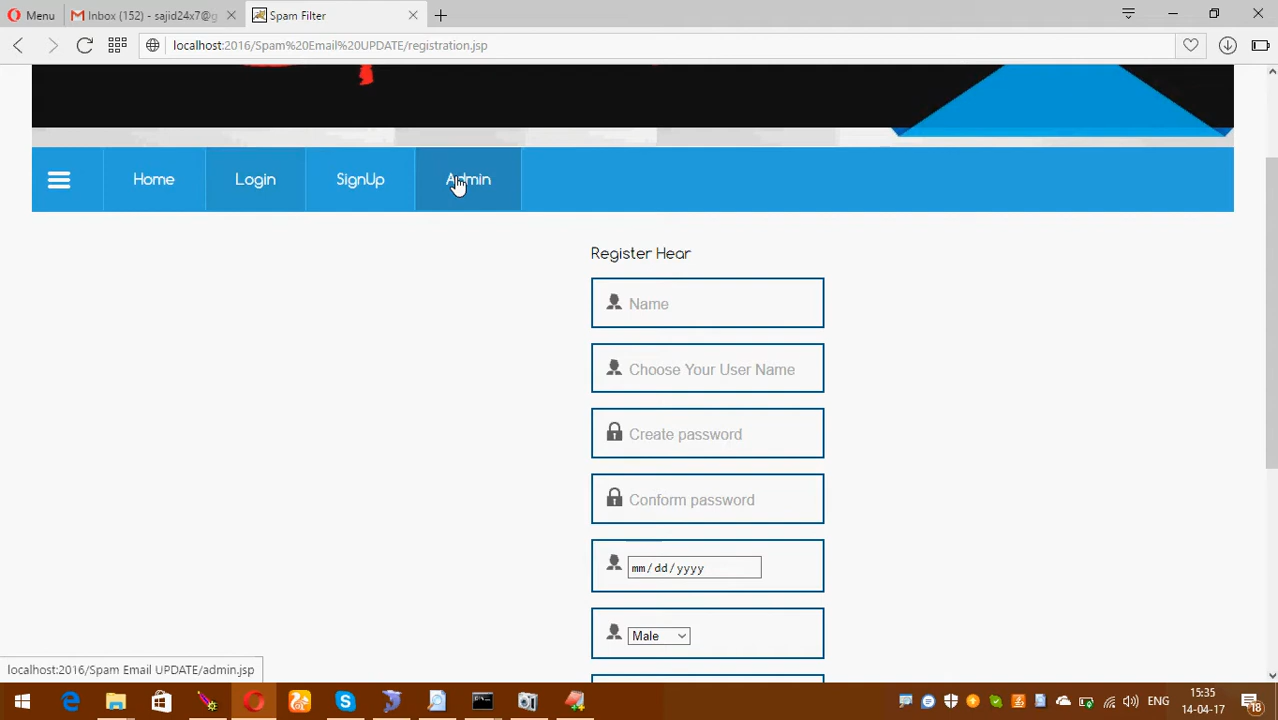 Menu
Inbox (152) - sajid24x7@g
Spam Filter
localhost:2016/Spam%20Email%20UPDATE/registration.jsp
Home
Login
SignUp
Admin
Register Hear
Name
Choose Your User Name
Create password
Conform password
mm/dd/yyyy
Male
localhost:2016/Spam Email UPDATE/admin.jsp
ENG
15:35
14-04-17
18